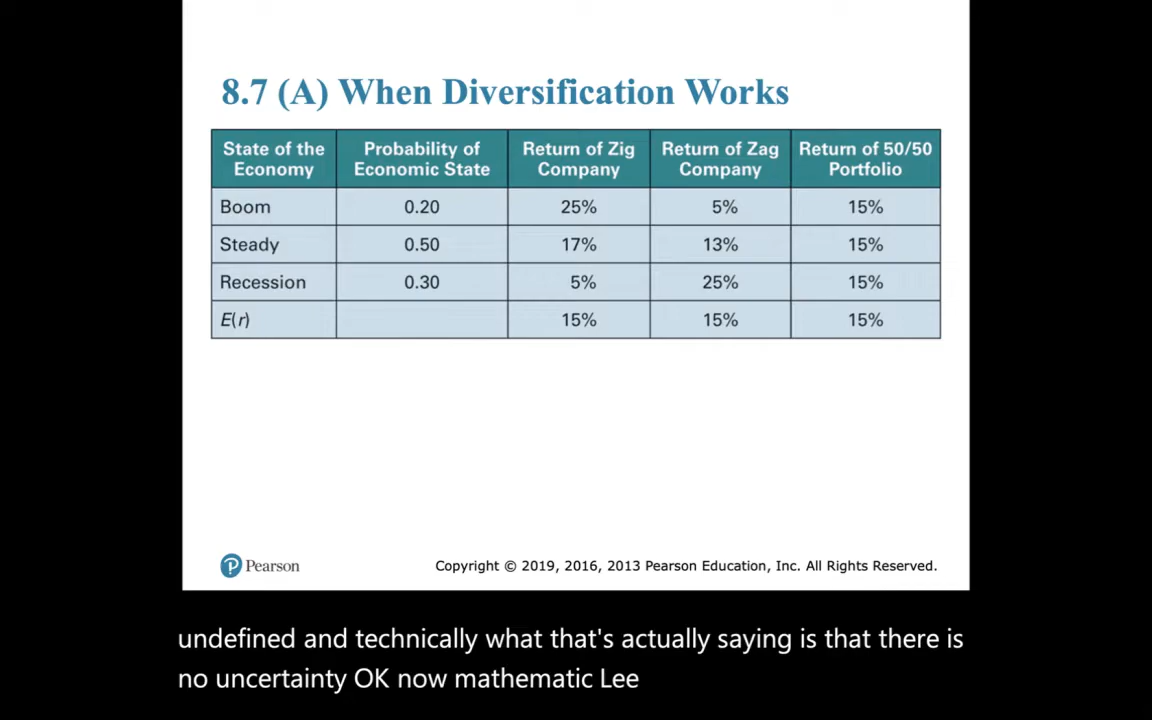 8.7 (A) When Diversification Works
State of the Economy Probability of Economic State Return of Zig Company Return of Zag Company Return of 50/50 Portfolio
Boom 0.20 25% 5% 15%
Steady 0.50 17% 13% 15%
Recession 0.30 5% 25% 15%
E(r) 15% 15% 15%
Pearson Copyright © 2019, 2016, 2013 Pearson Education, Inc. All Rights Reserved.
undefined and technically what that's actually saying is that there is
no uncertainty OK now mathematic Lee